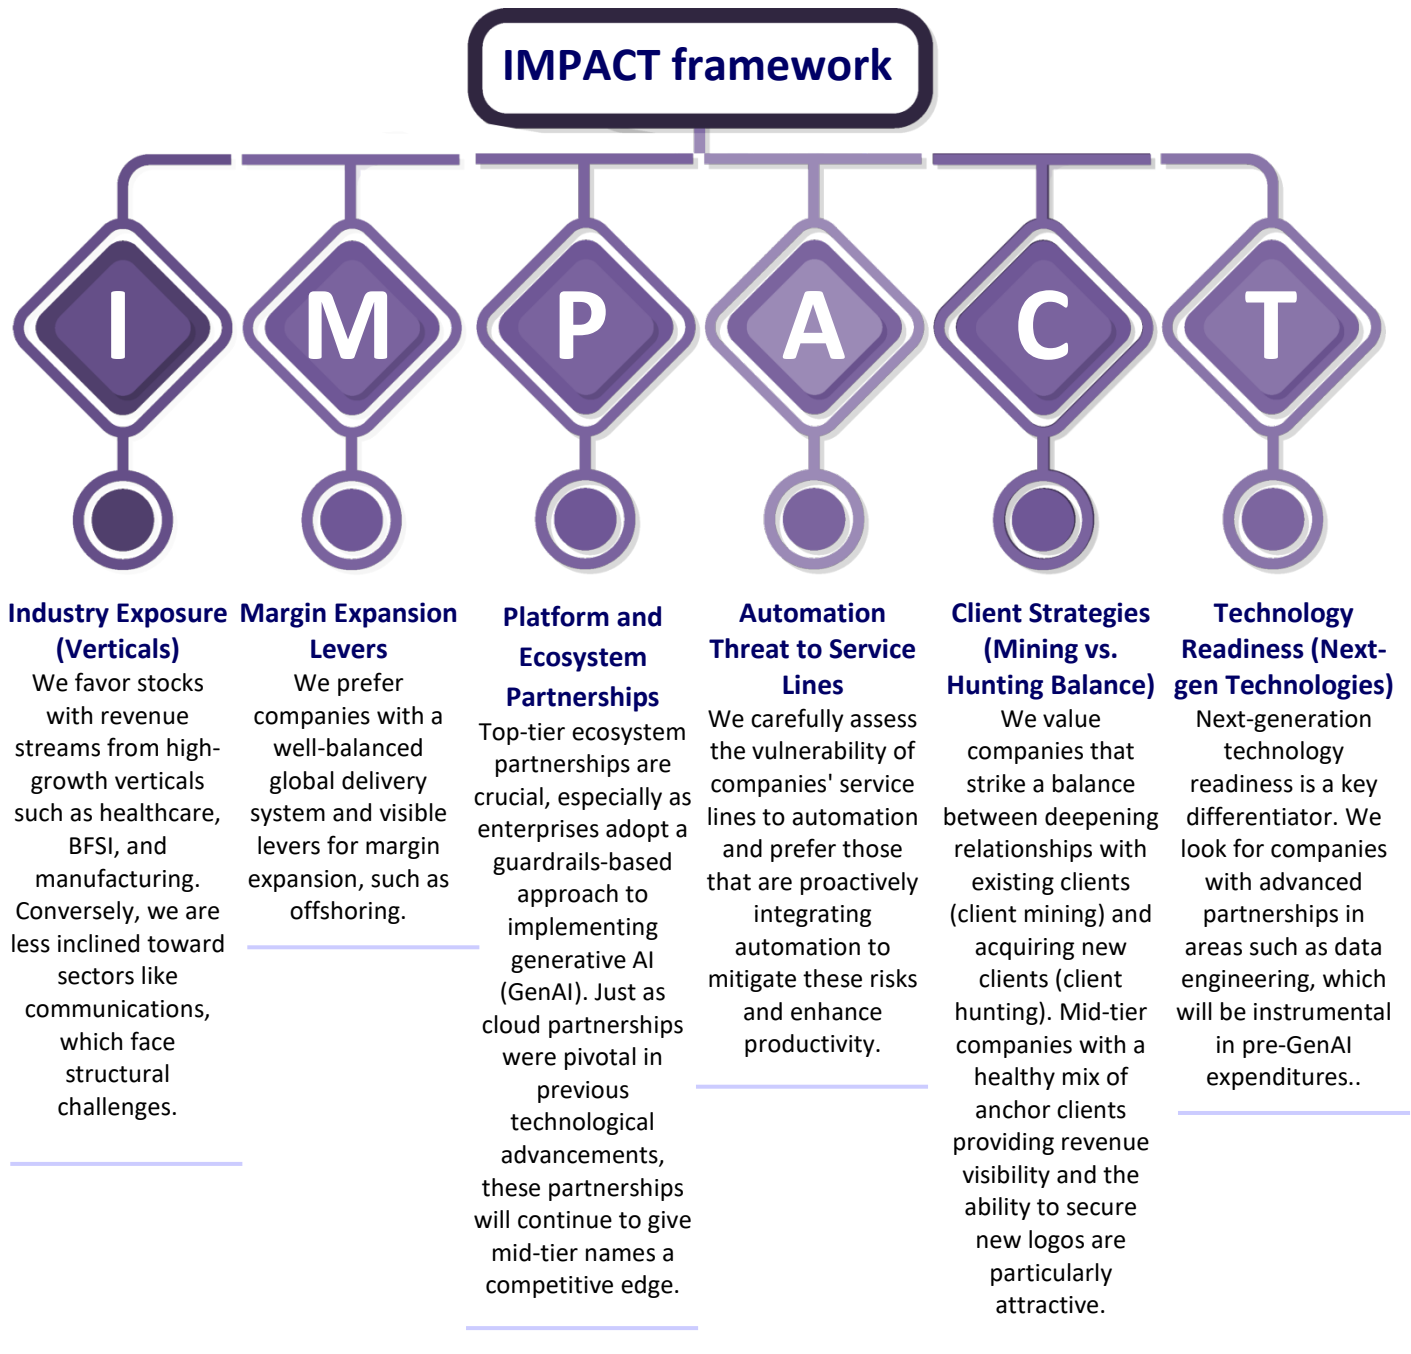 IMPACT framework
I
M
P
A
C
T
Industry Exposure
(Verticals)
We favor stocks
with revenue
streams from high-
growth verticals
such as healthcare,
BFSI, and
manufacturing.
Conversely, we are
less inclined toward
sectors like
communications,
which face
structural
challenges.
Margin Expansion
Levers
We prefer
companies with a
well-balanced
global delivery
system and visible
levers for margin
expansion, such as
offshoring.
Platform and
Ecosystem
Partnerships
Top-tier ecosystem
partnerships are
crucial, especially as
enterprises adopt a
guardrails-based
approach to
implementing
generative AI
(GenAI). Just as
cloud partnerships
were pivotal in
previous
technological
advancements,
these partnerships
will continue to give
mid-tier names a
competitive edge.
Automation
Threat to Service
Lines
We carefully assess
the vulnerability of
companies' service
lines to automation
and prefer those
that are proactively
integrating
automation to
mitigate these risks
and enhance
productivity.
Client Strategies
(Mining vs.
Hunting Balance)
We value
companies that
strike a balance
between deepening
relationships with
existing clients
(client mining) and
acquiring new
clients (client
hunting). Mid-tier
companies with a
healthy mix of
anchor clients
providing revenue
visibility and the
ability to secure
new logos are
particularly
attractive.
Technology
Readiness (Next-
gen Technologies)
Next-generation
technology
readiness is a key
differentiator. We
look for companies
with advanced
partnerships in
areas such as data
engineering, which
will be instrumental
in pre-GenAI
expenditures..